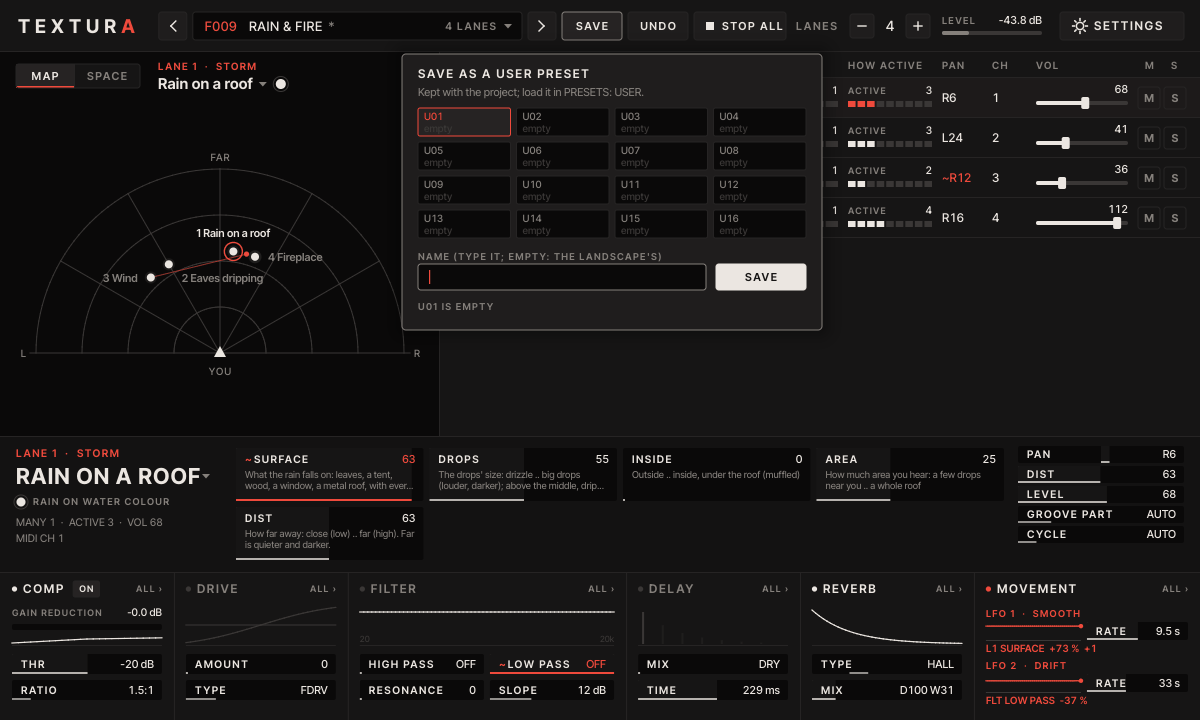 TEXTURA
F009 RAIN & FIRE * 4 LANES
SAVE
UNDO
STOP ALL
LANES
4
LEVEL -43.8 dB
SETTINGS
MAP
SPACE
LANE 1 · STORM
Rain on a roof
FAR
1 Rain on a roof
4 Fireplace
3 Wind
2 Eaves dripping
L
R
YOU
SAVE AS A USER PRESET
Kept with the project; load it in PRESETS: USER.
U01
empty
U02
empty
U03
empty
U04
empty
U05
empty
U06
empty
U07
empty
U08
empty
U09
empty
U10
empty
U11
empty
U12
empty
U13
empty
U14
empty
U15
empty
U16
empty
NAME (TYPE IT; EMPTY: THE LANDSCAPE'S)
SAVE
U01 IS EMPTY
HOW ACTIVE PAN CH VOL M S
1 ACTIVE 3 R6 1 68 M S
1 ACTIVE 3 L24 2 41 M S
1 ACTIVE 2 ~R12 3 36 M S
1 ACTIVE 4 R16 4 112 M S
LANE 1 · STORM
RAIN ON A ROOF
RAIN ON WATER COLOUR
MANY 1 · ACTIVE 3 · VOL 68
MIDI CH 1
~SURFACE 63
What the rain falls on: leaves, a tent,
wood, a window, a metal roof, with ever...
DROPS 55
The drops' size: drizzle .. big drops
(louder, darker); above the middle, drip...
INSIDE 0
Outside .. inside, under the roof (muffled)
AREA 25
How much area you hear: a few drops
near you .. a whole roof
DIST 63
How far away: close (low) .. far (high). Far
is quieter and darker.
PAN R6
DIST 63
LEVEL 68
GROOVE PART AUTO
CYCLE AUTO
COMP ON ALL ›
GAIN REDUCTION -0.0 dB
THR -20 dB
RATIO 1.5:1
DRIVE ALL ›
AMOUNT 0
TYPE FDRV
FILTER ALL ›
20 20k
HIGH PASS OFF
~LOW PASS OFF
RESONANCE 0
SLOPE 12 dB
DELAY ALL ›
MIX DRY
TIME 229 ms
REVERB ALL ›
TYPE HALL
MIX D100 W31
MOVEMENT ALL ›
LFO 1 · SMOOTH
RATE 9.5 s
L1 SURFACE +73 % +1
LFO 2 · DRIFT
RATE 33 s
FLT LOW PASS -37 %